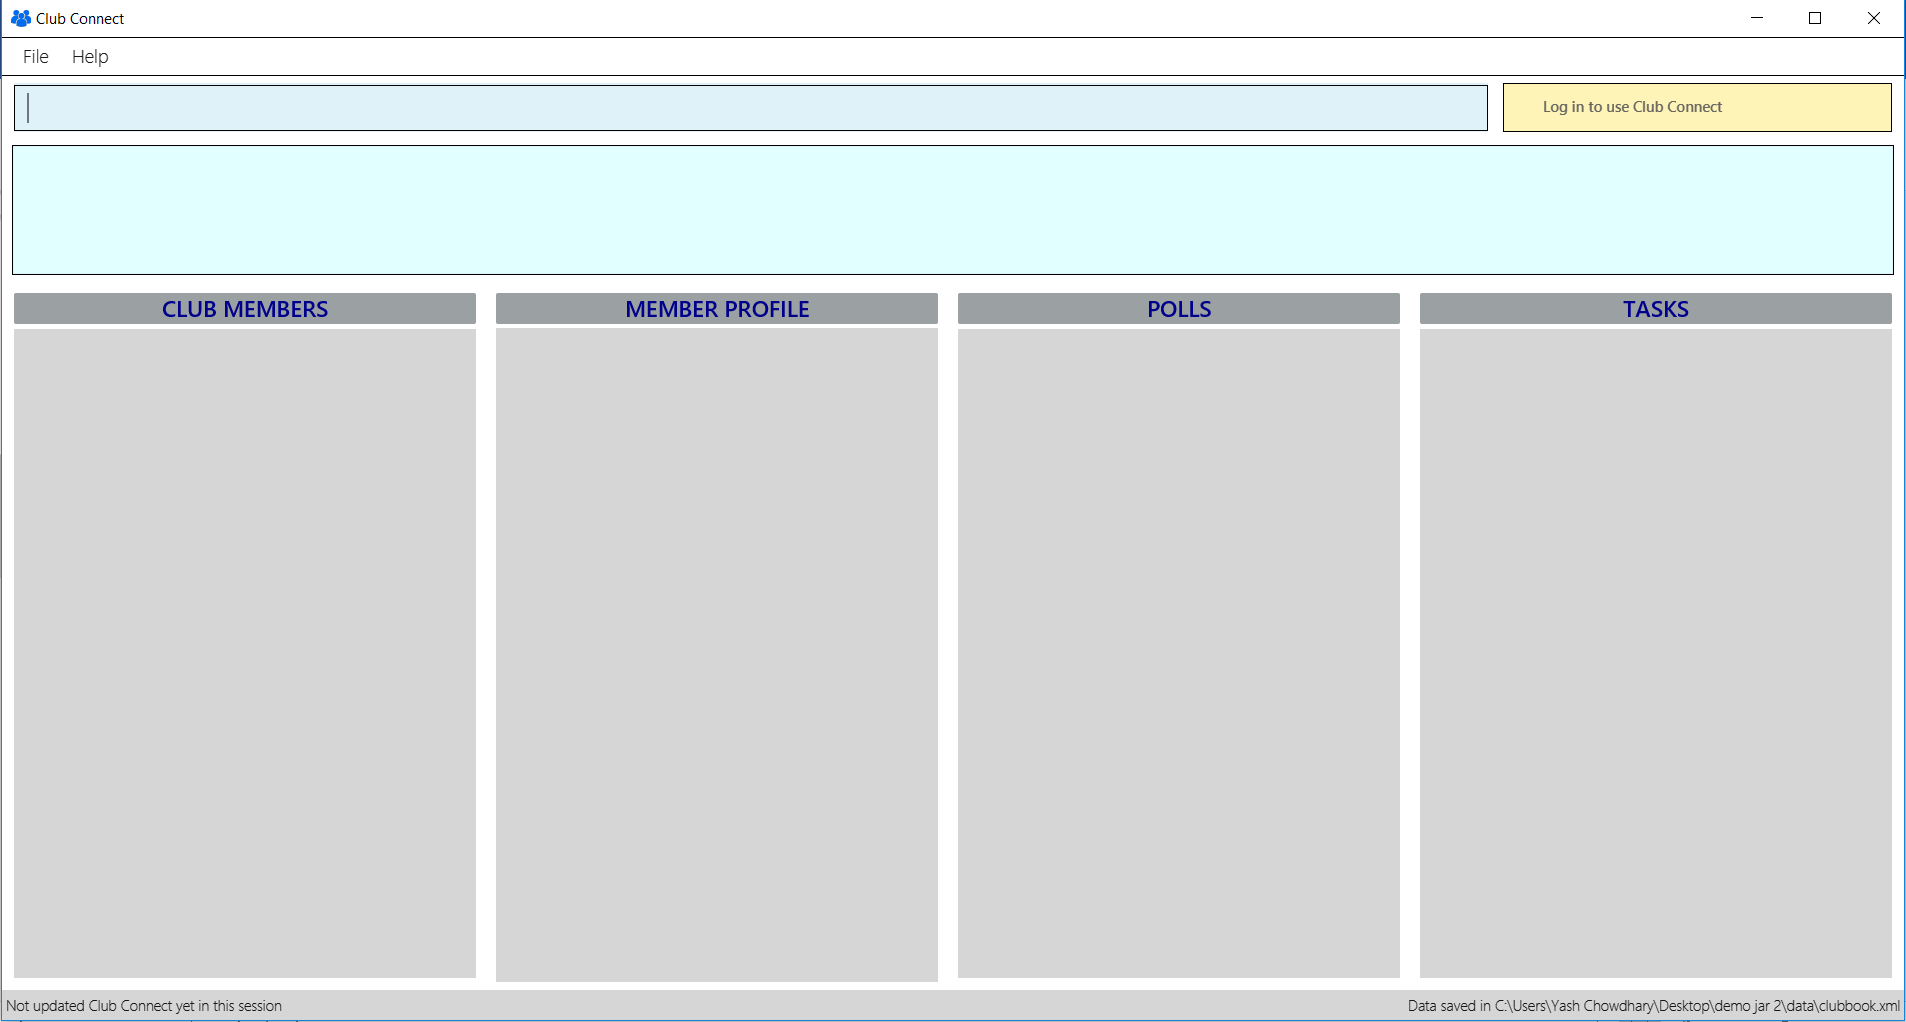 Club Connect
File Help
Log in to use Club Connect
CLUB MEMBERS
MEMBER PROFILE
POLLS
TASKS
Not updated Club Connect yet in this session
Data saved in C:\Users\Yash Chowdhary\Desktop\demo jar 2\data\clubbook.xml